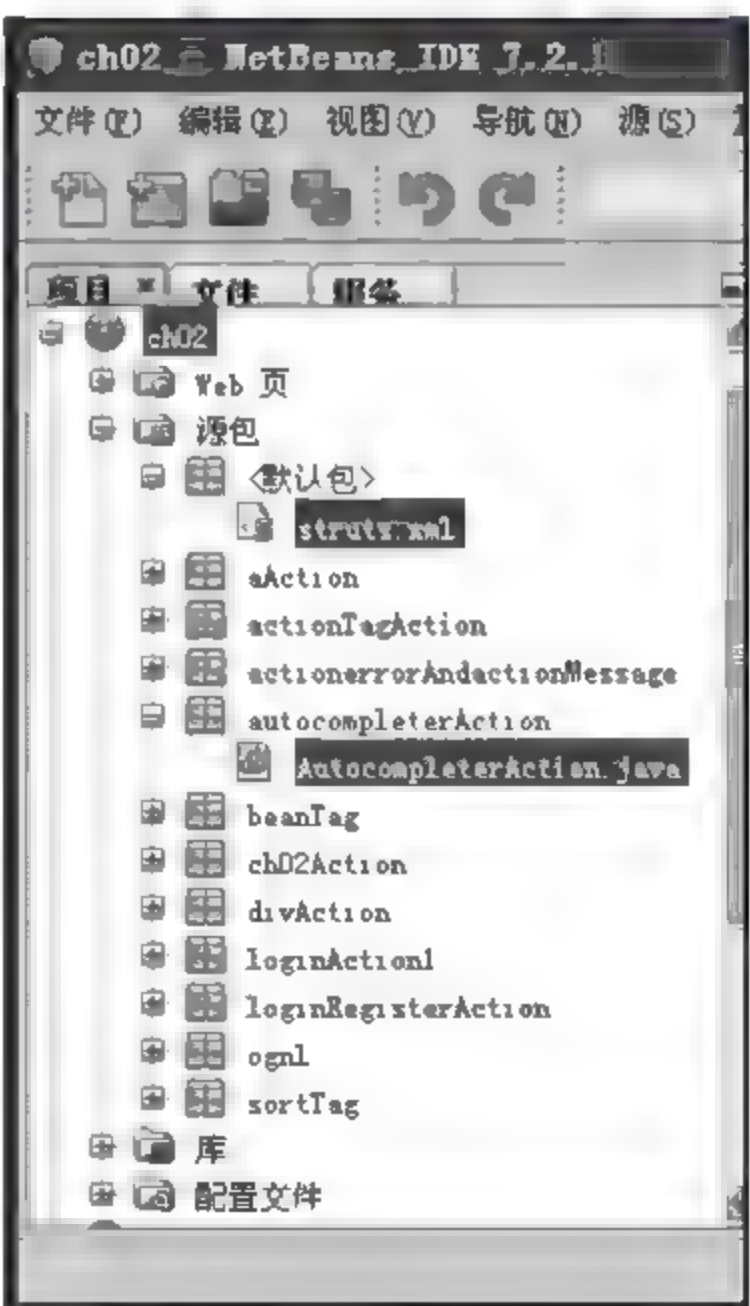 ch02 - NetBeans IDE 7.2.1
文件(F) 编辑(E) 视图(V) 导航(N) 源(S)
项目 文件 服务
ch02
Web 页
源包
<默认包>
struts.xml
aAction
actionTagAction
actionerrorAndactionMessage
autocompleterAction
AutocompleterAction.java
beanTag
ch02Action
divAction
loginAction1
loginRegisterAction
ognl
sortTag
库
配置文件